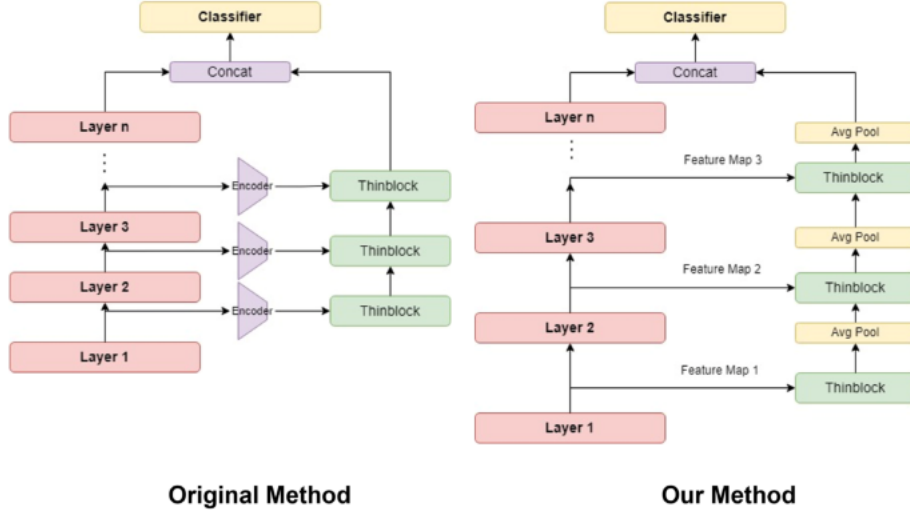 Classifier
Concat
Layer n
Encoder
Thinblock
Layer 3
Encoder
Thinblock
Layer 2
Encoder
Thinblock
Layer 1
Original Method
Classifier
Concat
Layer n
Avg Pool
Feature Map 3
Thinblock
Layer 3
Avg Pool
Feature Map 2
Thinblock
Layer 2
Avg Pool
Feature Map 1
Thinblock
Layer 1
Our Method